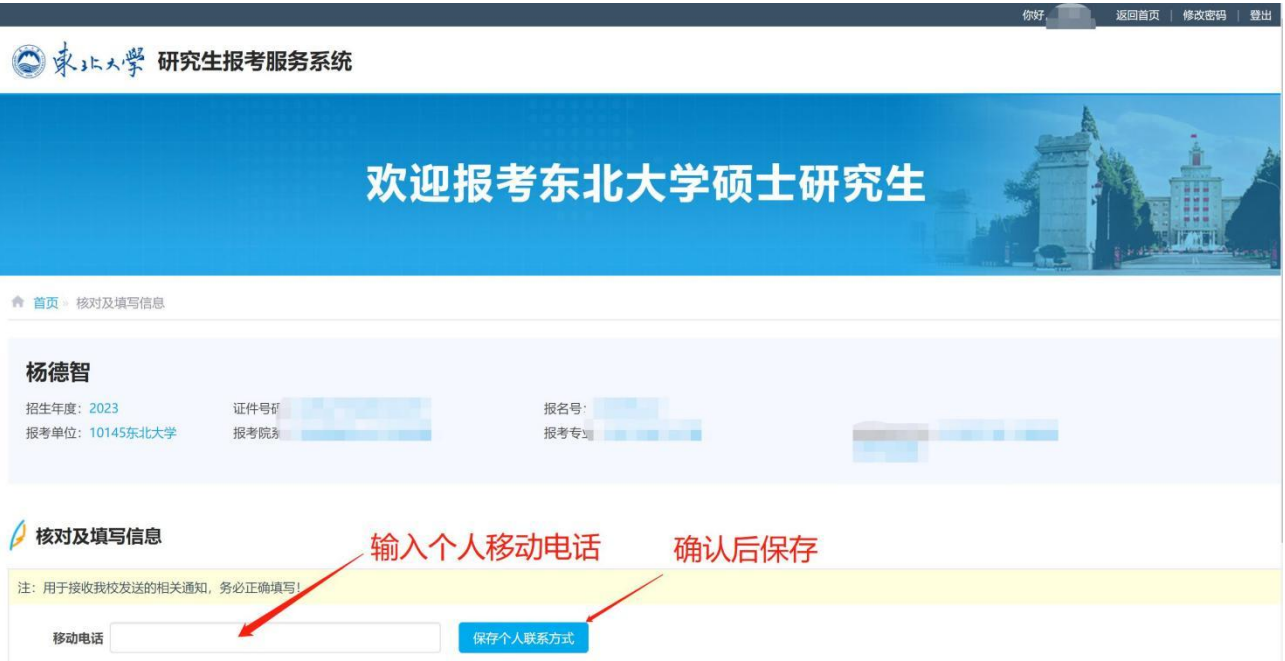 你好, 返回首页 | 修改密码 | 登出
東北大學 研究生报考服务系统
欢迎报考东北大学硕士研究生
首页 » 核对及填写信息
杨德智
招生年度：2023 证件号码 报名号：
报考单位：10145东北大学 报考院系 报考专业
核对及填写信息
输入个人移动电话 确认后保存
注：用于接收我校发送的相关通知，务必正确填写！
移动电话 保存个人联系方式